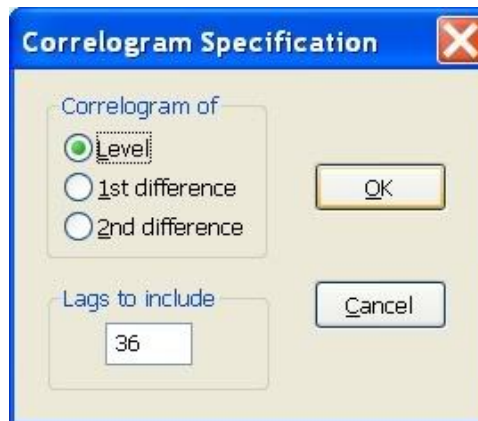 Correlogram Specification
Correlogram of
Level
1st difference
2nd difference
OK
Lags to include
36
Cancel